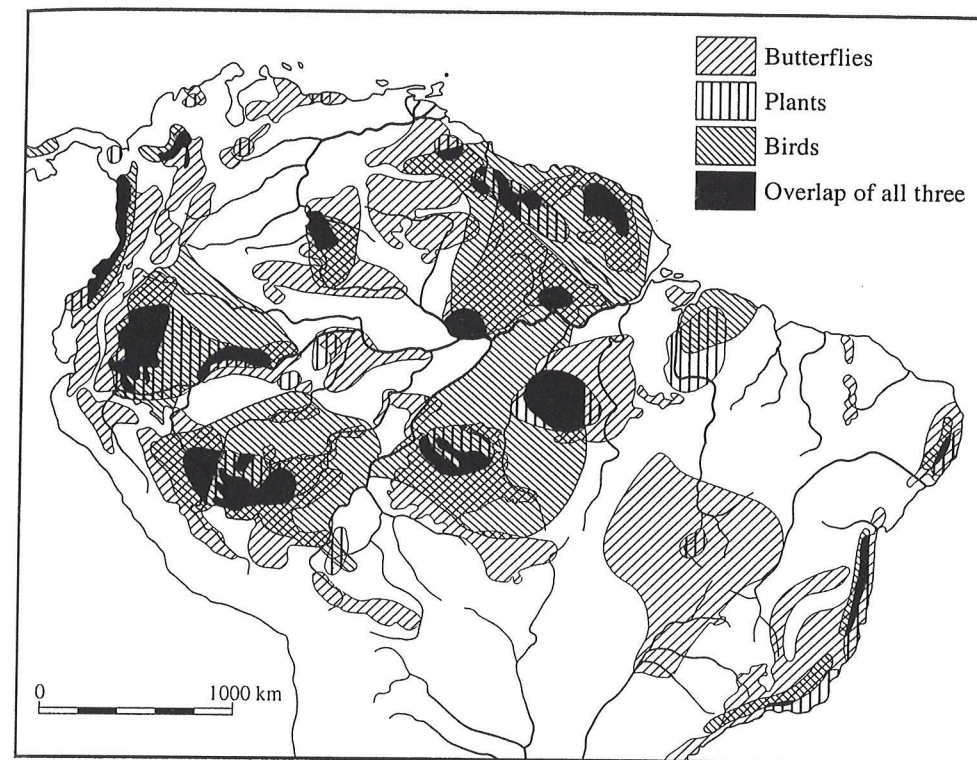 Butterflies
Plants
Birds
Overlap of all three
0 1000 km